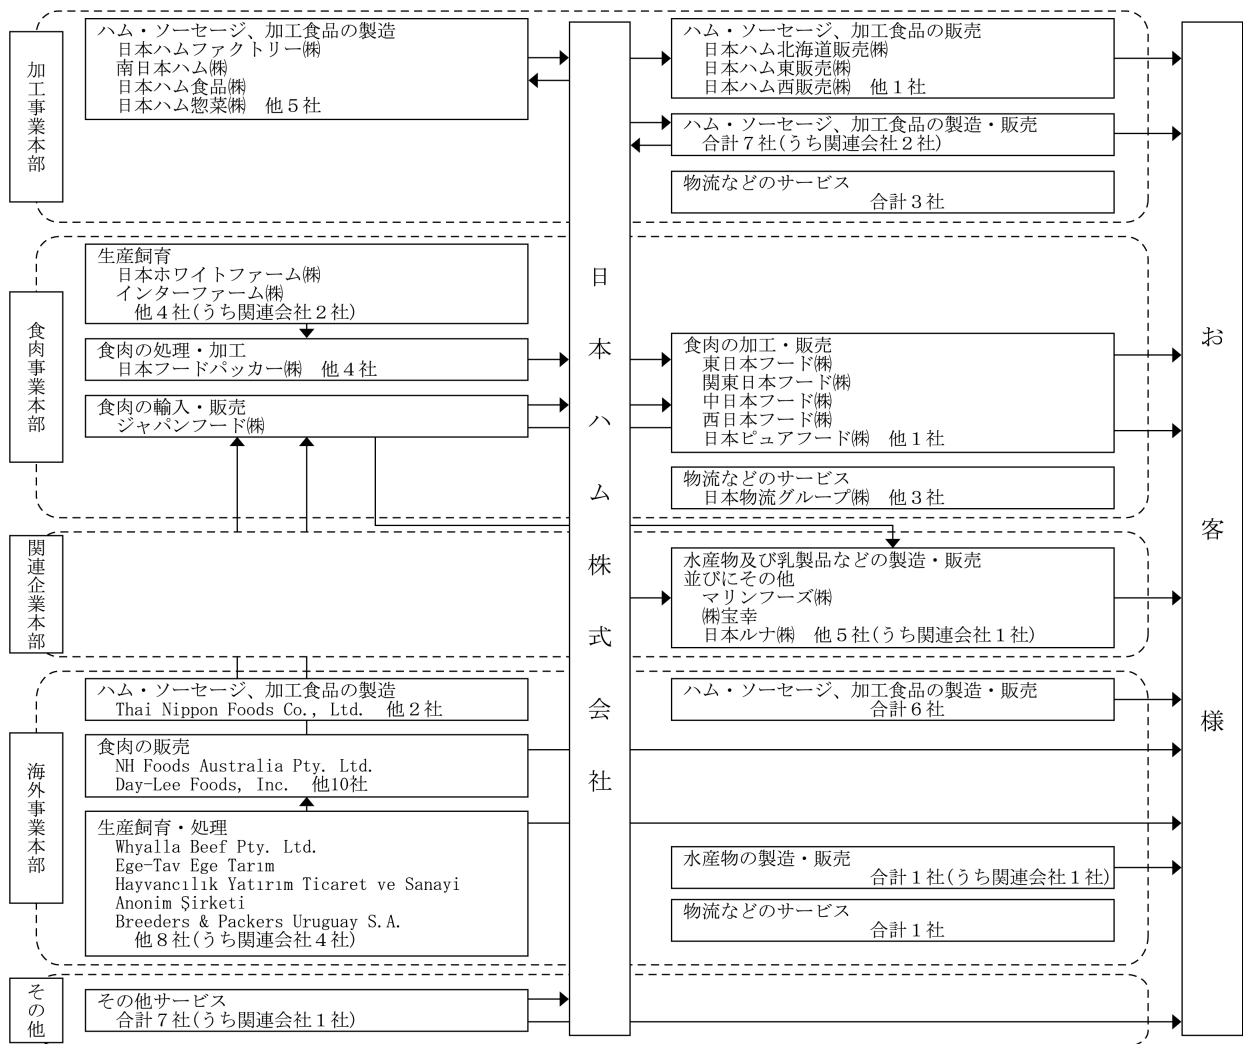 加工事業本部
ハム・ソーセージ、加工食品の製造
日本ハムファクトリー㈱
南日本ハム㈱
日本ハム食品㈱
日本ハム惣菜㈱　他５社
ハム・ソーセージ、加工食品の販売
日本ハム北海道販売㈱
日本ハム東販売㈱
日本ハム西販売㈱　他１社
ハム・ソーセージ、加工食品の製造・販売
合計７社(うち関連会社２社)
物流などのサービス
合計３社
食肉事業本部
生産飼育
日本ホワイトファーム㈱
インターファーム㈱
他４社(うち関連会社２社)
食肉の処理・加工
日本フードパッカー㈱　他４社
食肉の輸入・販売
ジャパンフード㈱
食肉の加工・販売
東日本フード㈱
関東日本フード㈱
中日本フード㈱
西日本フード㈱
日本ピュアフード㈱　他１社
物流などのサービス
日本物流グループ㈱　他３社
関連企業本部
水産物及び乳製品などの製造・販売
並びにその他
マリンフーズ㈱
㈱宝幸
日本ルナ㈱　他５社(うち関連会社１社)
海外事業本部
ハム・ソーセージ、加工食品の製造
Thai Nippon Foods Co., Ltd.　他２社
食肉の販売
NH Foods Australia Pty. Ltd.
Day-Lee Foods, Inc.　他10社
生産飼育・処理
Whyalla Beef Pty. Ltd.
Ege-Tav Ege Tarım
Hayvancılık Yatırım Ticaret ve Sanayi
Anonim Şirketi
Breeders & Packers Uruguay S.A.
他８社(うち関連会社４社)
ハム・ソーセージ、加工食品の製造・販売
合計６社
水産物の製造・販売
合計１社(うち関連会社１社)
物流などのサービス
合計１社
その他
その他サービス
合計７社(うち関連会社１社)
日本ハム株式会社
お客様